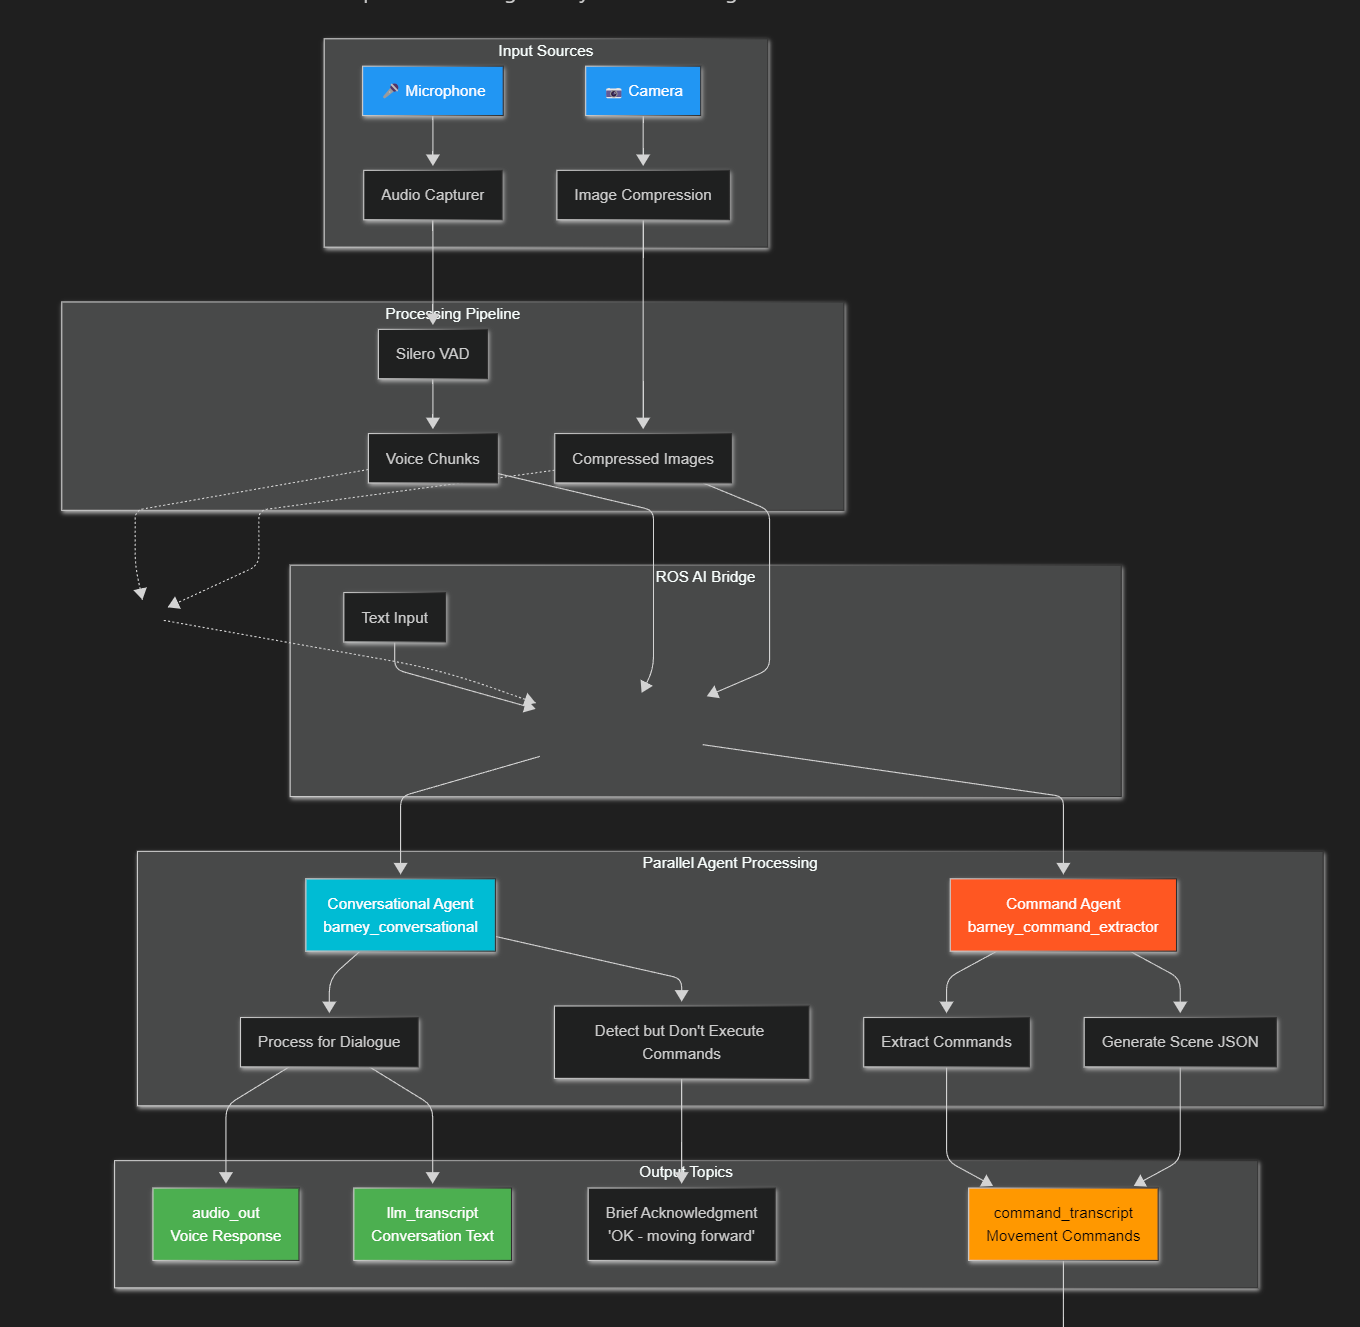 Input Sources
Microphone
Camera
Audio Capturer
Image Compression
Processing Pipeline
Silero VAD
Voice Chunks
Compressed Images
ROS AI Bridge
Text Input
Parallel Agent Processing
Conversational Agent
barney_conversational
Command Agent
barney_command_extractor
Process for Dialogue
Detect but Don't Execute
Commands
Extract Commands
Generate Scene JSON
Output Topics
audio_out
Voice Response
llm_transcript
Conversation Text
Brief Acknowledgment
'OK - moving forward'
command_transcript
Movement Commands